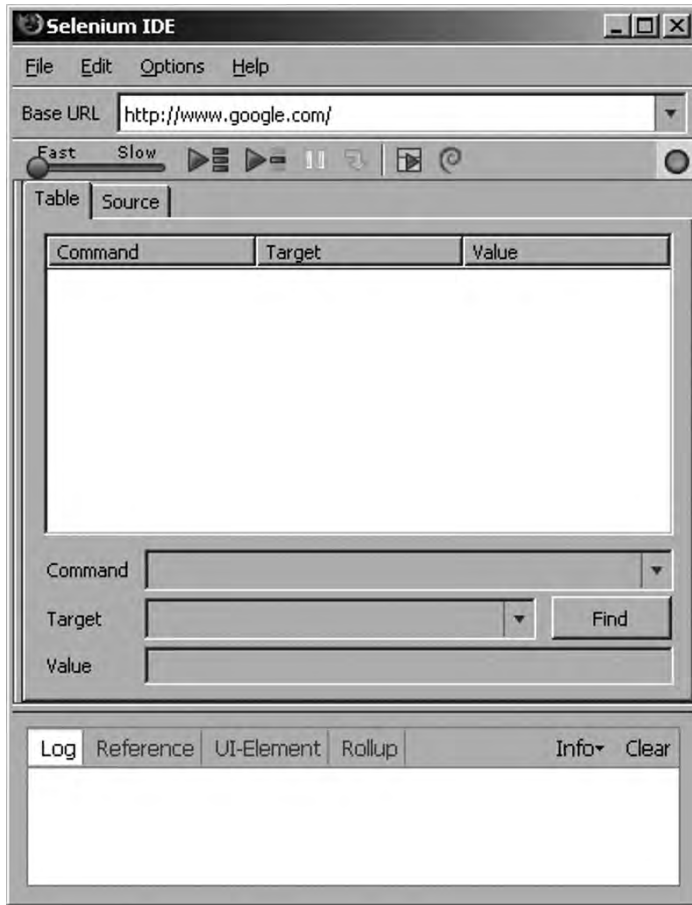 Selenium IDE
File Edit Options Help
Base URL http://www.google.com/
Fast Slow
Table Source
Command Target Value
Command
Target Find
Value
Log Reference UI-Element Rollup Info Clear